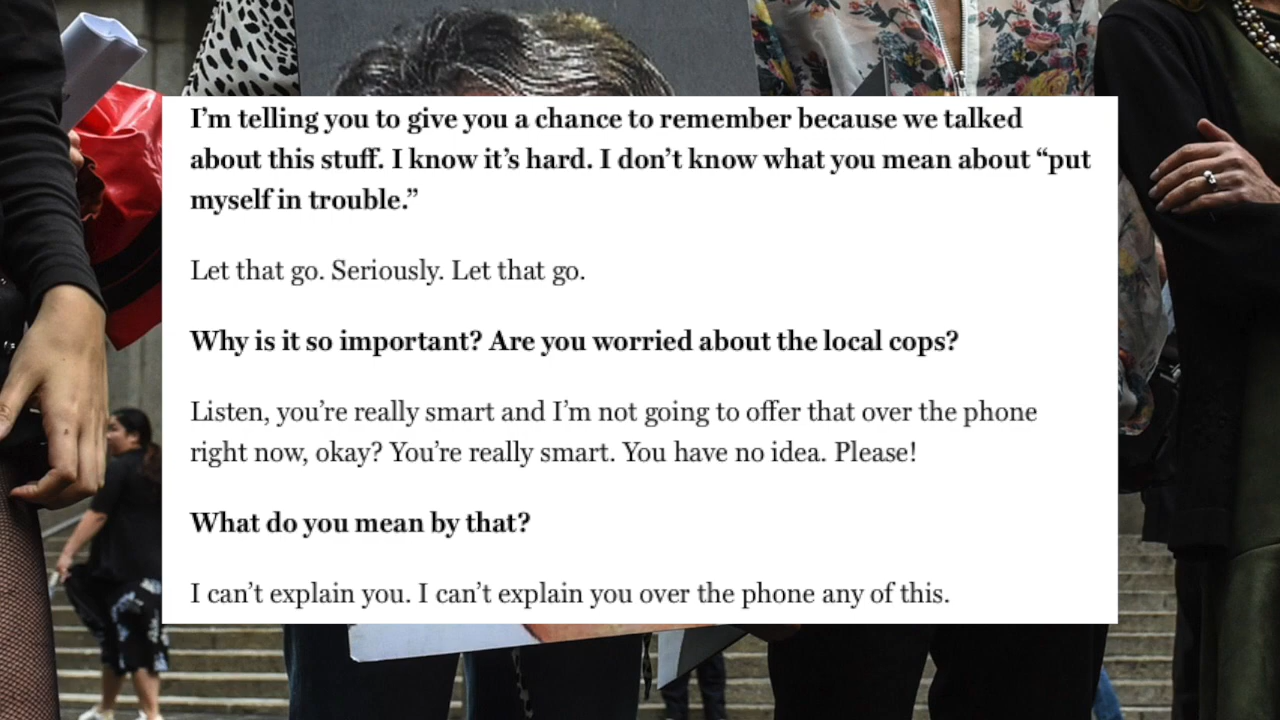 I’m telling you to give you a chance to remember because we talked
about this stuff. I know it’s hard. I don’t know what you mean about “put
myself in trouble.”
Let that go. Seriously. Let that go.
Why is it so important? Are you worried about the local cops?
Listen, you’re really smart and I’m not going to offer that over the phone
right now, okay? You’re really smart. You have no idea. Please!
What do you mean by that?
I can’t explain you. I can’t explain you over the phone any of this.